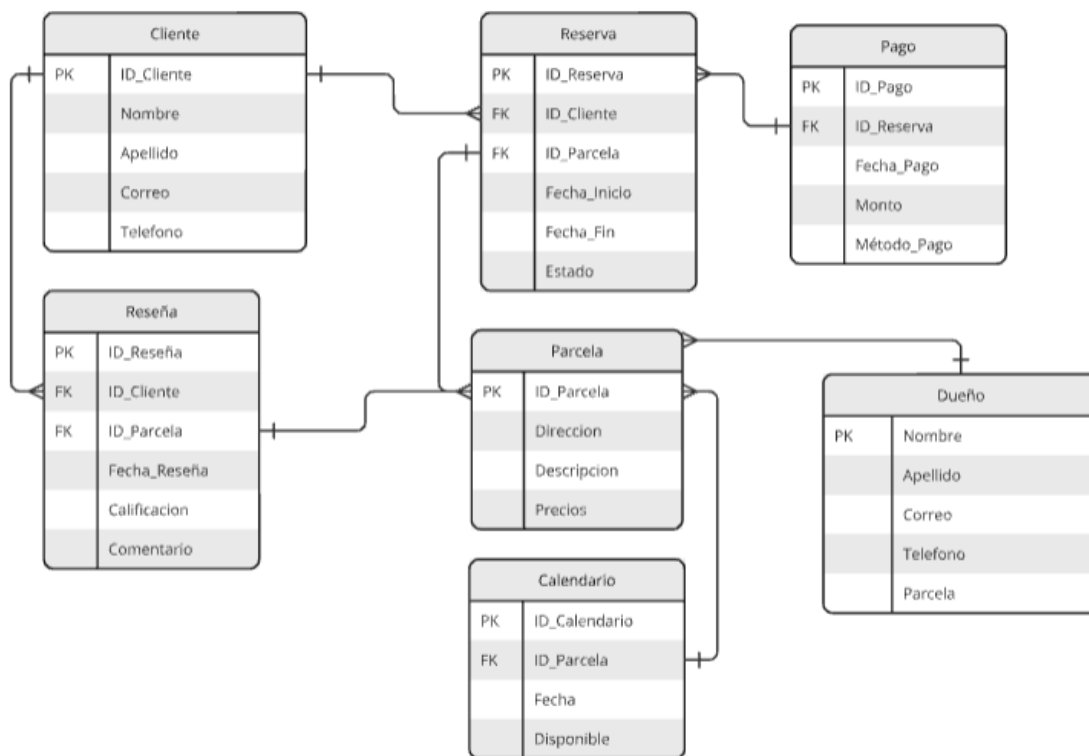 Cliente
PK ID_Cliente
Nombre
Apellido
Correo
Telefono
Reserva
PK ID_Reserva
FK ID_Cliente
FK ID_Parcela
Fecha_Inicio
Fecha_Fin
Estado
Pago
PK ID_Pago
FK ID_Reserva
Fecha_Pago
Monto
Método_Pago
Reseña
PK ID_Reseña
FK ID_Cliente
FK ID_Parcela
Fecha_Reseña
Calificacion
Comentario
Parcela
PK ID_Parcela
Direccion
Descripcion
Precios
Dueño
PK Nombre
Apellido
Correo
Telefono
Parcela
Calendario
PK ID_Calendario
FK ID_Parcela
Fecha
Disponible